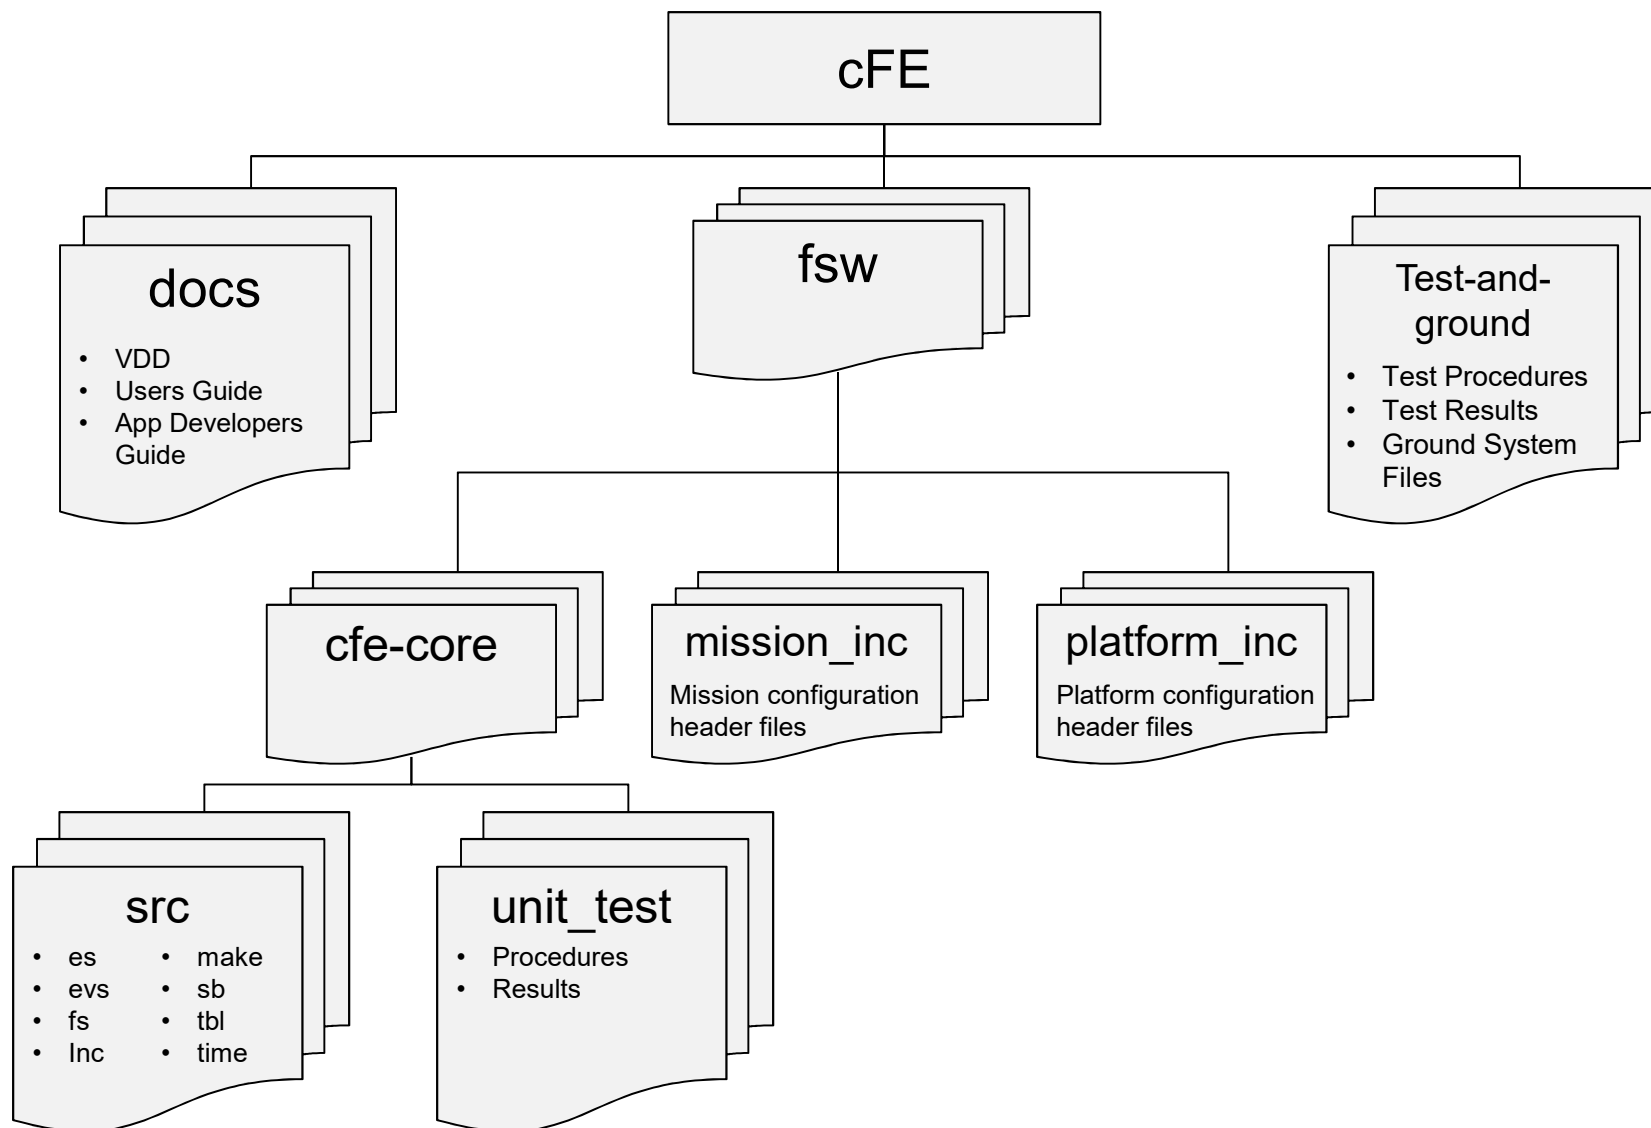 cFE
docs
• VDD
• Users Guide
• App Developers
Guide
fsw
Test-and-
ground
• Test Procedures
• Test Results
• Ground System
Files
cfe-core
mission_inc
Mission configuration
header files
platform_inc
Platform configuration
header files
src
• es
• evs
• fs
• Inc
• make
• sb
• tbl
• time
unit_test
• Procedures
• Results